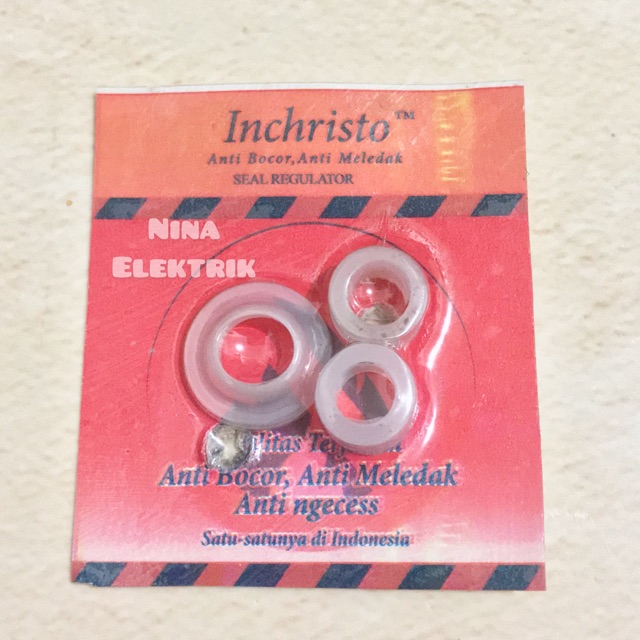 Inchristo™
Anti Bocor, Anti Meledak
SEAL REGULATOR
NINA
ELEKTRIK
Anti Bocor, Anti Meledak
Anti ngecess
Satu-satunya di Indonesia